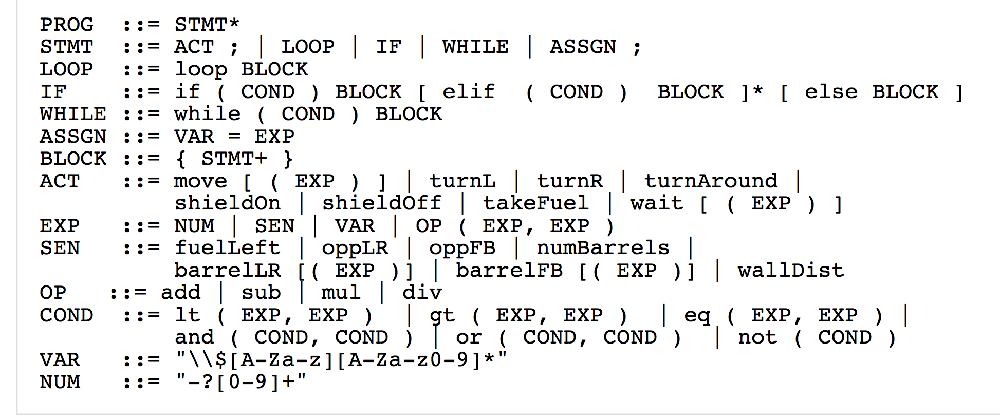 PROG  ::= STMT*
STMT  ::= ACT ; | LOOP | IF | WHILE | ASSGN ;
LOOP  ::= loop BLOCK
IF    ::= if ( COND ) BLOCK [ elif  ( COND )  BLOCK ]* [ else BLOCK ]
WHILE ::= while ( COND ) BLOCK
ASSGN ::= VAR = EXP
BLOCK ::= { STMT+ }
ACT   ::= move [ ( EXP ) ] | turnL | turnR | turnAround |
          shieldOn | shieldOff | takeFuel | wait [ ( EXP ) ]
EXP   ::= NUM | SEN | VAR | OP ( EXP, EXP )
SEN   ::= fuelLeft | oppLR | oppFB | numBarrels |
          barrelLR [( EXP )] | barrelFB [( EXP )] | wallDist
OP   ::= add | sub | mul | div
COND  ::= lt ( EXP, EXP )  | gt ( EXP, EXP )  | eq ( EXP, EXP ) |
          and ( COND, COND ) | or ( COND, COND )  | not ( COND )
VAR   ::= "\\$[A-Za-z][A-Za-z0-9]*"
NUM   ::= "-?[0-9]+"